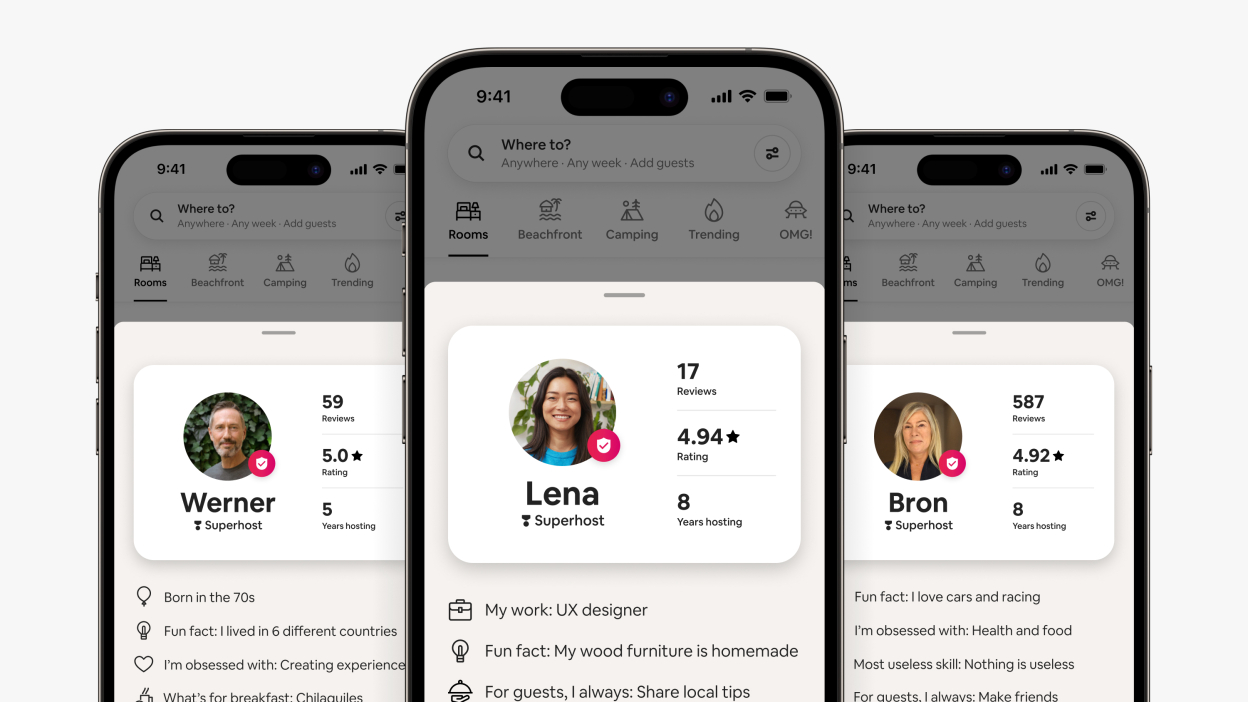 9:41
Where to?
Anywhere · Any week · Add guests
Rooms
Beachfront
Camping
Trending
59
Reviews
5.0★
Rating
5
Years hosting
Werner
Superhost
Born in the 70s
Fun fact: I lived in 6 different countries
I'm obsessed with: Creating experience
What's for breakfast: Chilaquiles
9:41
Where to?
Anywhere · Any week · Add guests
Rooms
Beachfront
Camping
Trending
OMG!
17
Reviews
4.94★
Rating
8
Years hosting
Lena
Superhost
My work: UX designer
Fun fact: My wood furniture is homemade
For guests, I always: Share local tips
9:41
Where to?
Anywhere · Any week · Add guests
ms
Beachfront
Camping
Trending
OMG!
587
Reviews
4.92★
Rating
8
Years hosting
Bron
Superhost
Fun fact: I love cars and racing
I'm obsessed with: Health and food
Most useless skill: Nothing is useless
For guests, I always: Make friends